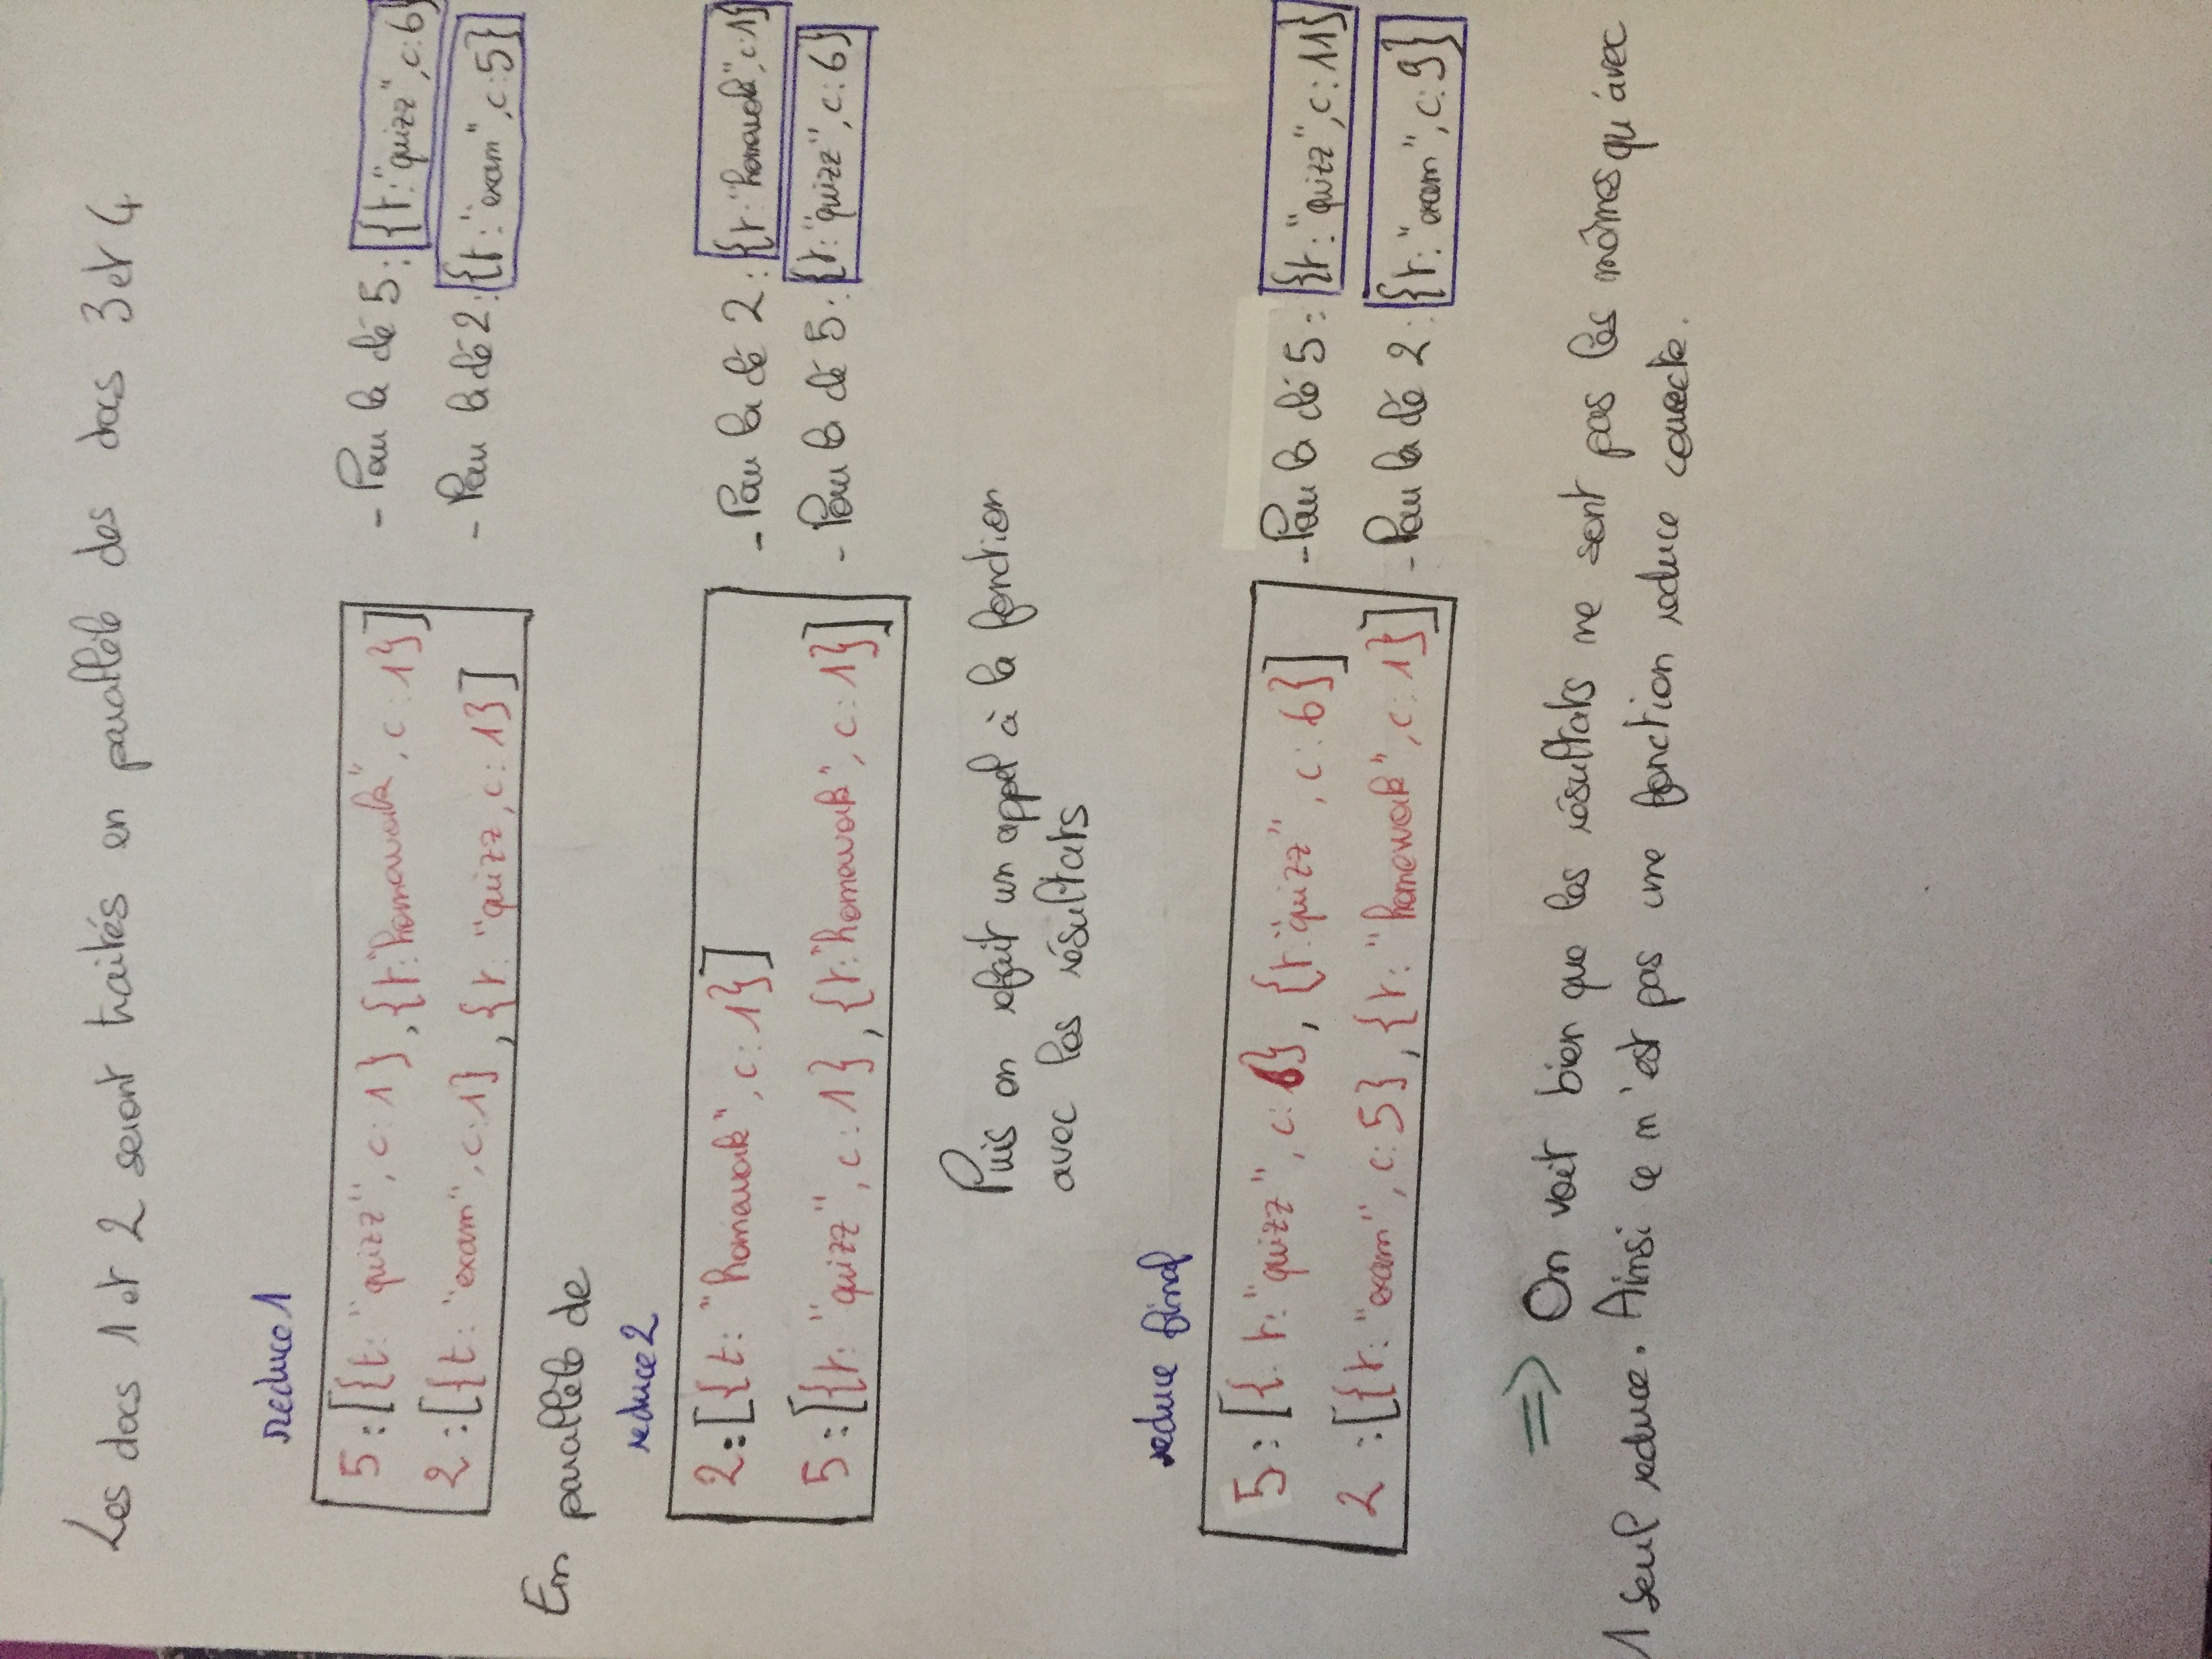 Les docs 1 et 2 seront traités en parallèle des docs 3 et 4
reduce1
5:[{t: "quizz", c: 1}, {t:"homework", c: 1}]
- Pour la clé 5: {t:"quizz", c:6}
2:[{t: "exam", c:1}, {t: "quizz, c: 1}]
- Pour la clé 2: {t: "exam", c:5}
En parallèle de
reduce2
2:[{t: "homework", c: 1}]
- Pour la clé 2: {t: "homework", c:1}
5:[{t: "quizz", c: 1}, {t:"homework", c: 1}]
- Pour la clé 5: {t:"quizz", c: 6}
Puis on refait un appel à la fonction
avec les résultats
reduce final
5:[{t:"quizz", c: 6}, {t:"quizz", c: 6}]
- Pour la clé 5: {t:"quizz", c: 11}
2:[{t: "exam", c: 5}, {t: "homework", c: 1}]
- Pour la clé 2: {t: "exam", c: 9}
=> On voit bien que les résultats ne sont pas les mêmes qu'avec
1 seul reduce. Ainsi ce n'est pas une fonction reduce correcte.